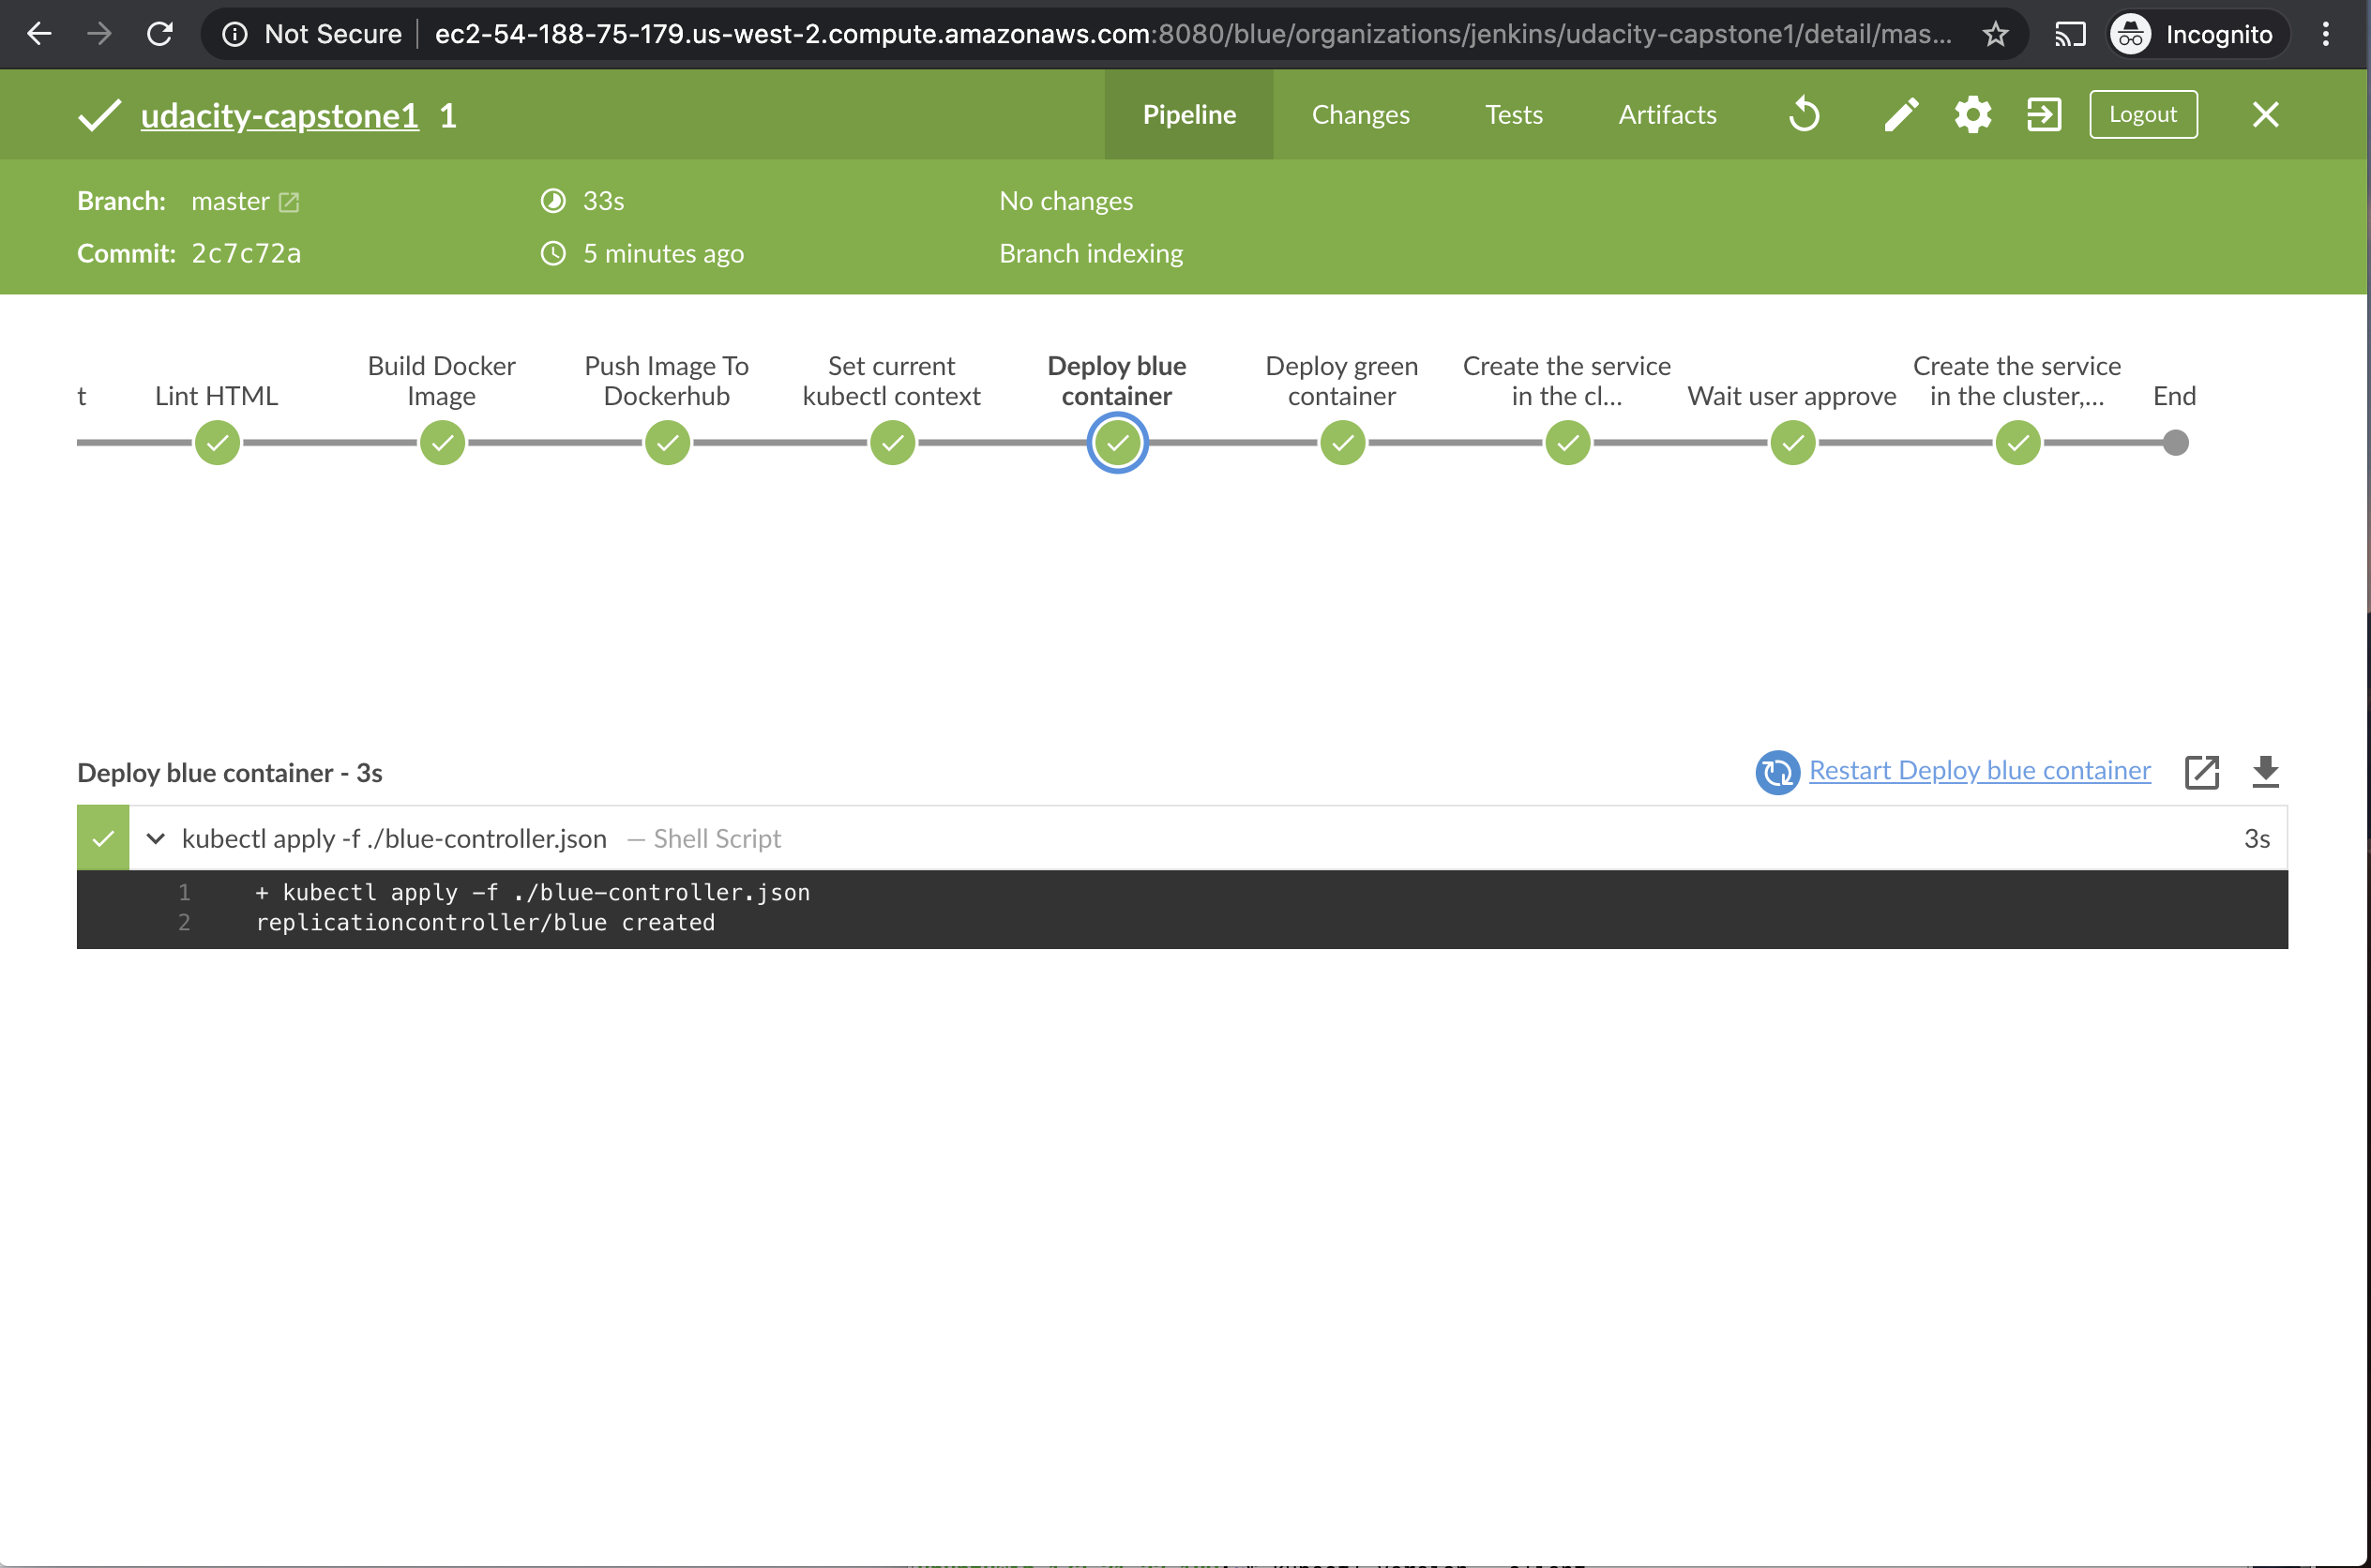 Not Secure ec2-54-188-75-179.us-west-2.compute.amazonaws.com:8080/blue/organizations/jenkins/udacity-capstone1/detail/mas... Incognito
udacity-capstone1 1 Pipeline Changes Tests Artifacts Logout
Branch: master 33s No changes
Commit: 2c7c72a 5 minutes ago Branch indexing
t
Lint HTML
Build Docker
Image
Push Image To
Dockerhub
Set current
kubectl context
Deploy blue
container
Deploy green
container
Create the service
in the cl...
Wait user approve
Create the service
in the cluster,...
End
Deploy blue container - 3s Restart Deploy blue container
kubectl apply -f ./blue-controller.json — Shell Script 3s
1 + kubectl apply -f ./blue-controller.json
2 replicationcontroller/blue created